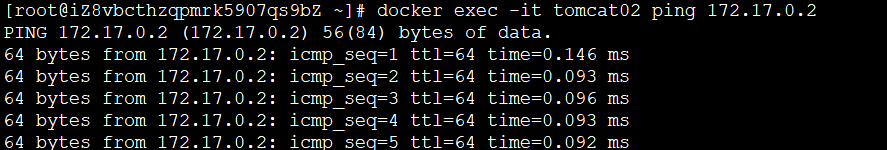 [root@iZ8vbcthzqpmrk5907qs9bZ ~]# docker exec -it tomcat02 ping 172.17.0.2
PING 172.17.0.2 (172.17.0.2) 56(84) bytes of data.
64 bytes from 172.17.0.2: icmp_seq=1 ttl=64 time=0.146 ms
64 bytes from 172.17.0.2: icmp_seq=2 ttl=64 time=0.093 ms
64 bytes from 172.17.0.2: icmp_seq=3 ttl=64 time=0.096 ms
64 bytes from 172.17.0.2: icmp_seq=4 ttl=64 time=0.093 ms
64 bytes from 172.17.0.2: icmp_seq=5 ttl=64 time=0.092 ms